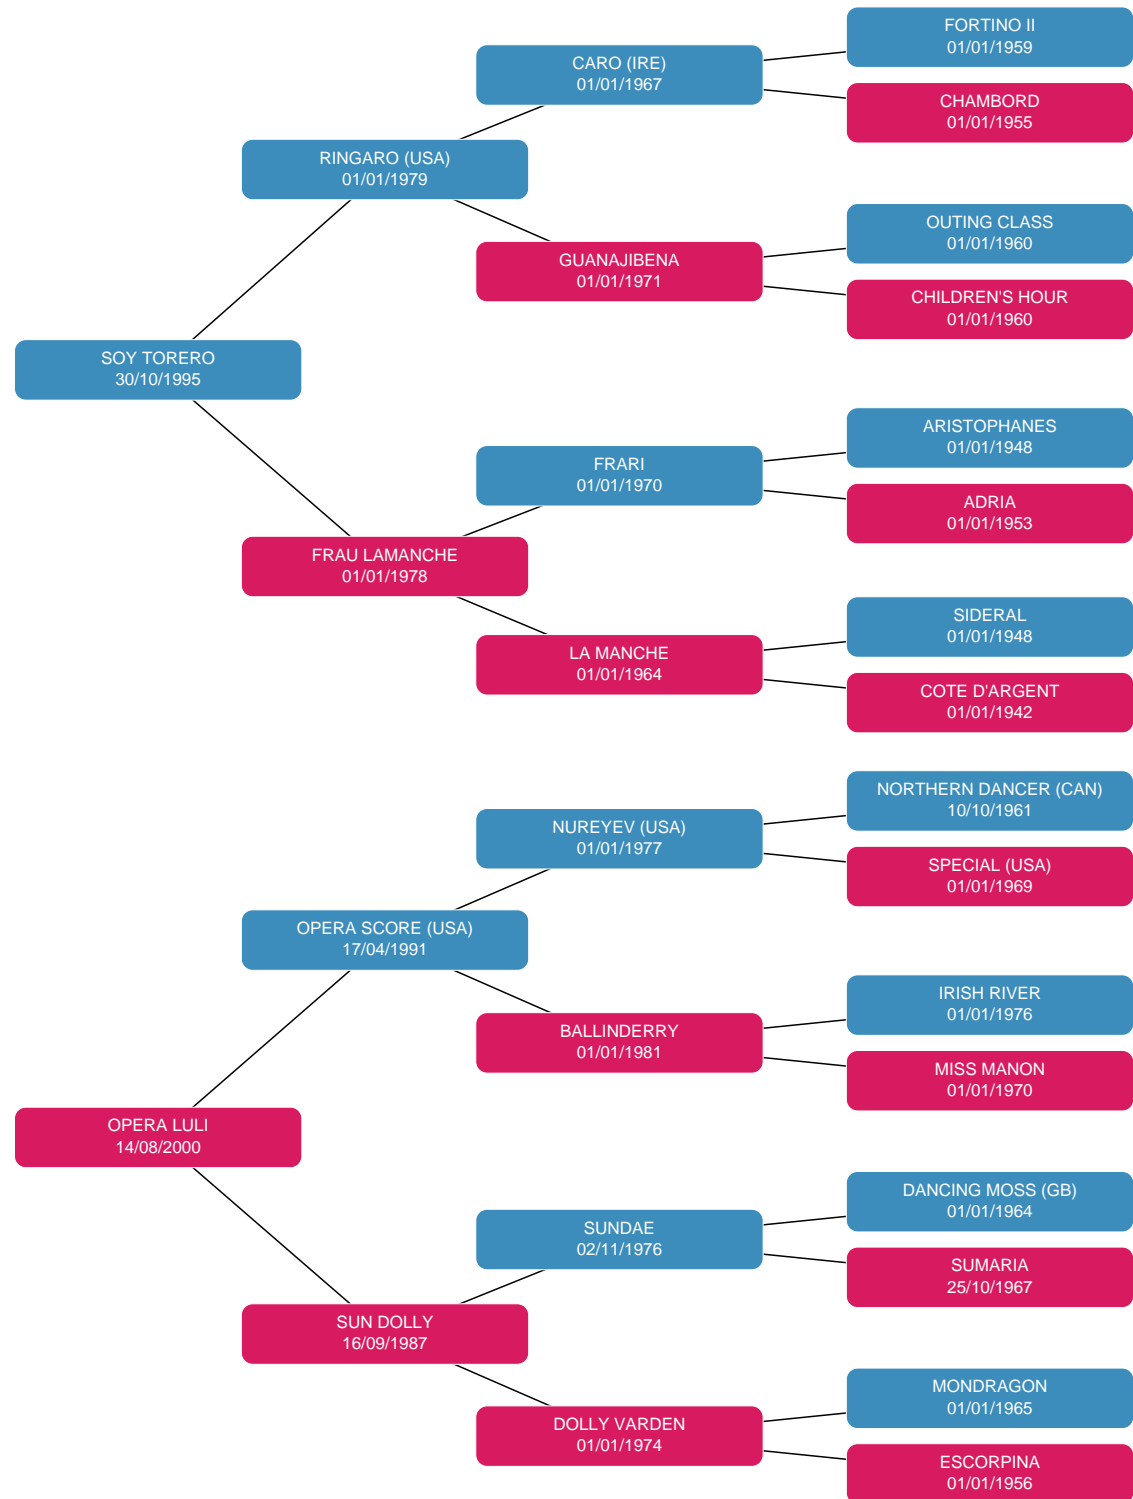 FORTINO II
01/01/1959
CARO (IRE)
01/01/1967
CHAMBORD
01/01/1955
RINGARO (USA)
01/01/1979
OUTING CLASS
01/01/1960
GUANAJIBENA
01/01/1971
CHILDREN'S HOUR
01/01/1960
SOY TORERO
30/10/1995
ARISTOPHANES
01/01/1948
FRARI
01/01/1970
ADRIA
01/01/1953
FRAU LAMANCHE
01/01/1978
SIDERAL
01/01/1948
LA MANCHE
01/01/1964
COTE D'ARGENT
01/01/1942
NORTHERN DANCER (CAN)
10/10/1961
NUREYEV (USA)
01/01/1977
SPECIAL (USA)
01/01/1969
OPERA SCORE (USA)
17/04/1991
IRISH RIVER
01/01/1976
BALLINDERRY
01/01/1981
MISS MANON
01/01/1970
OPERA LULI
14/08/2000
DANCING MOSS (GB)
01/01/1964
SUNDAE
02/11/1976
SUMARIA
25/10/1967
SUN DOLLY
16/09/1987
MONDRAGON
01/01/1965
DOLLY VARDEN
01/01/1974
ESCORPINA
01/01/1956